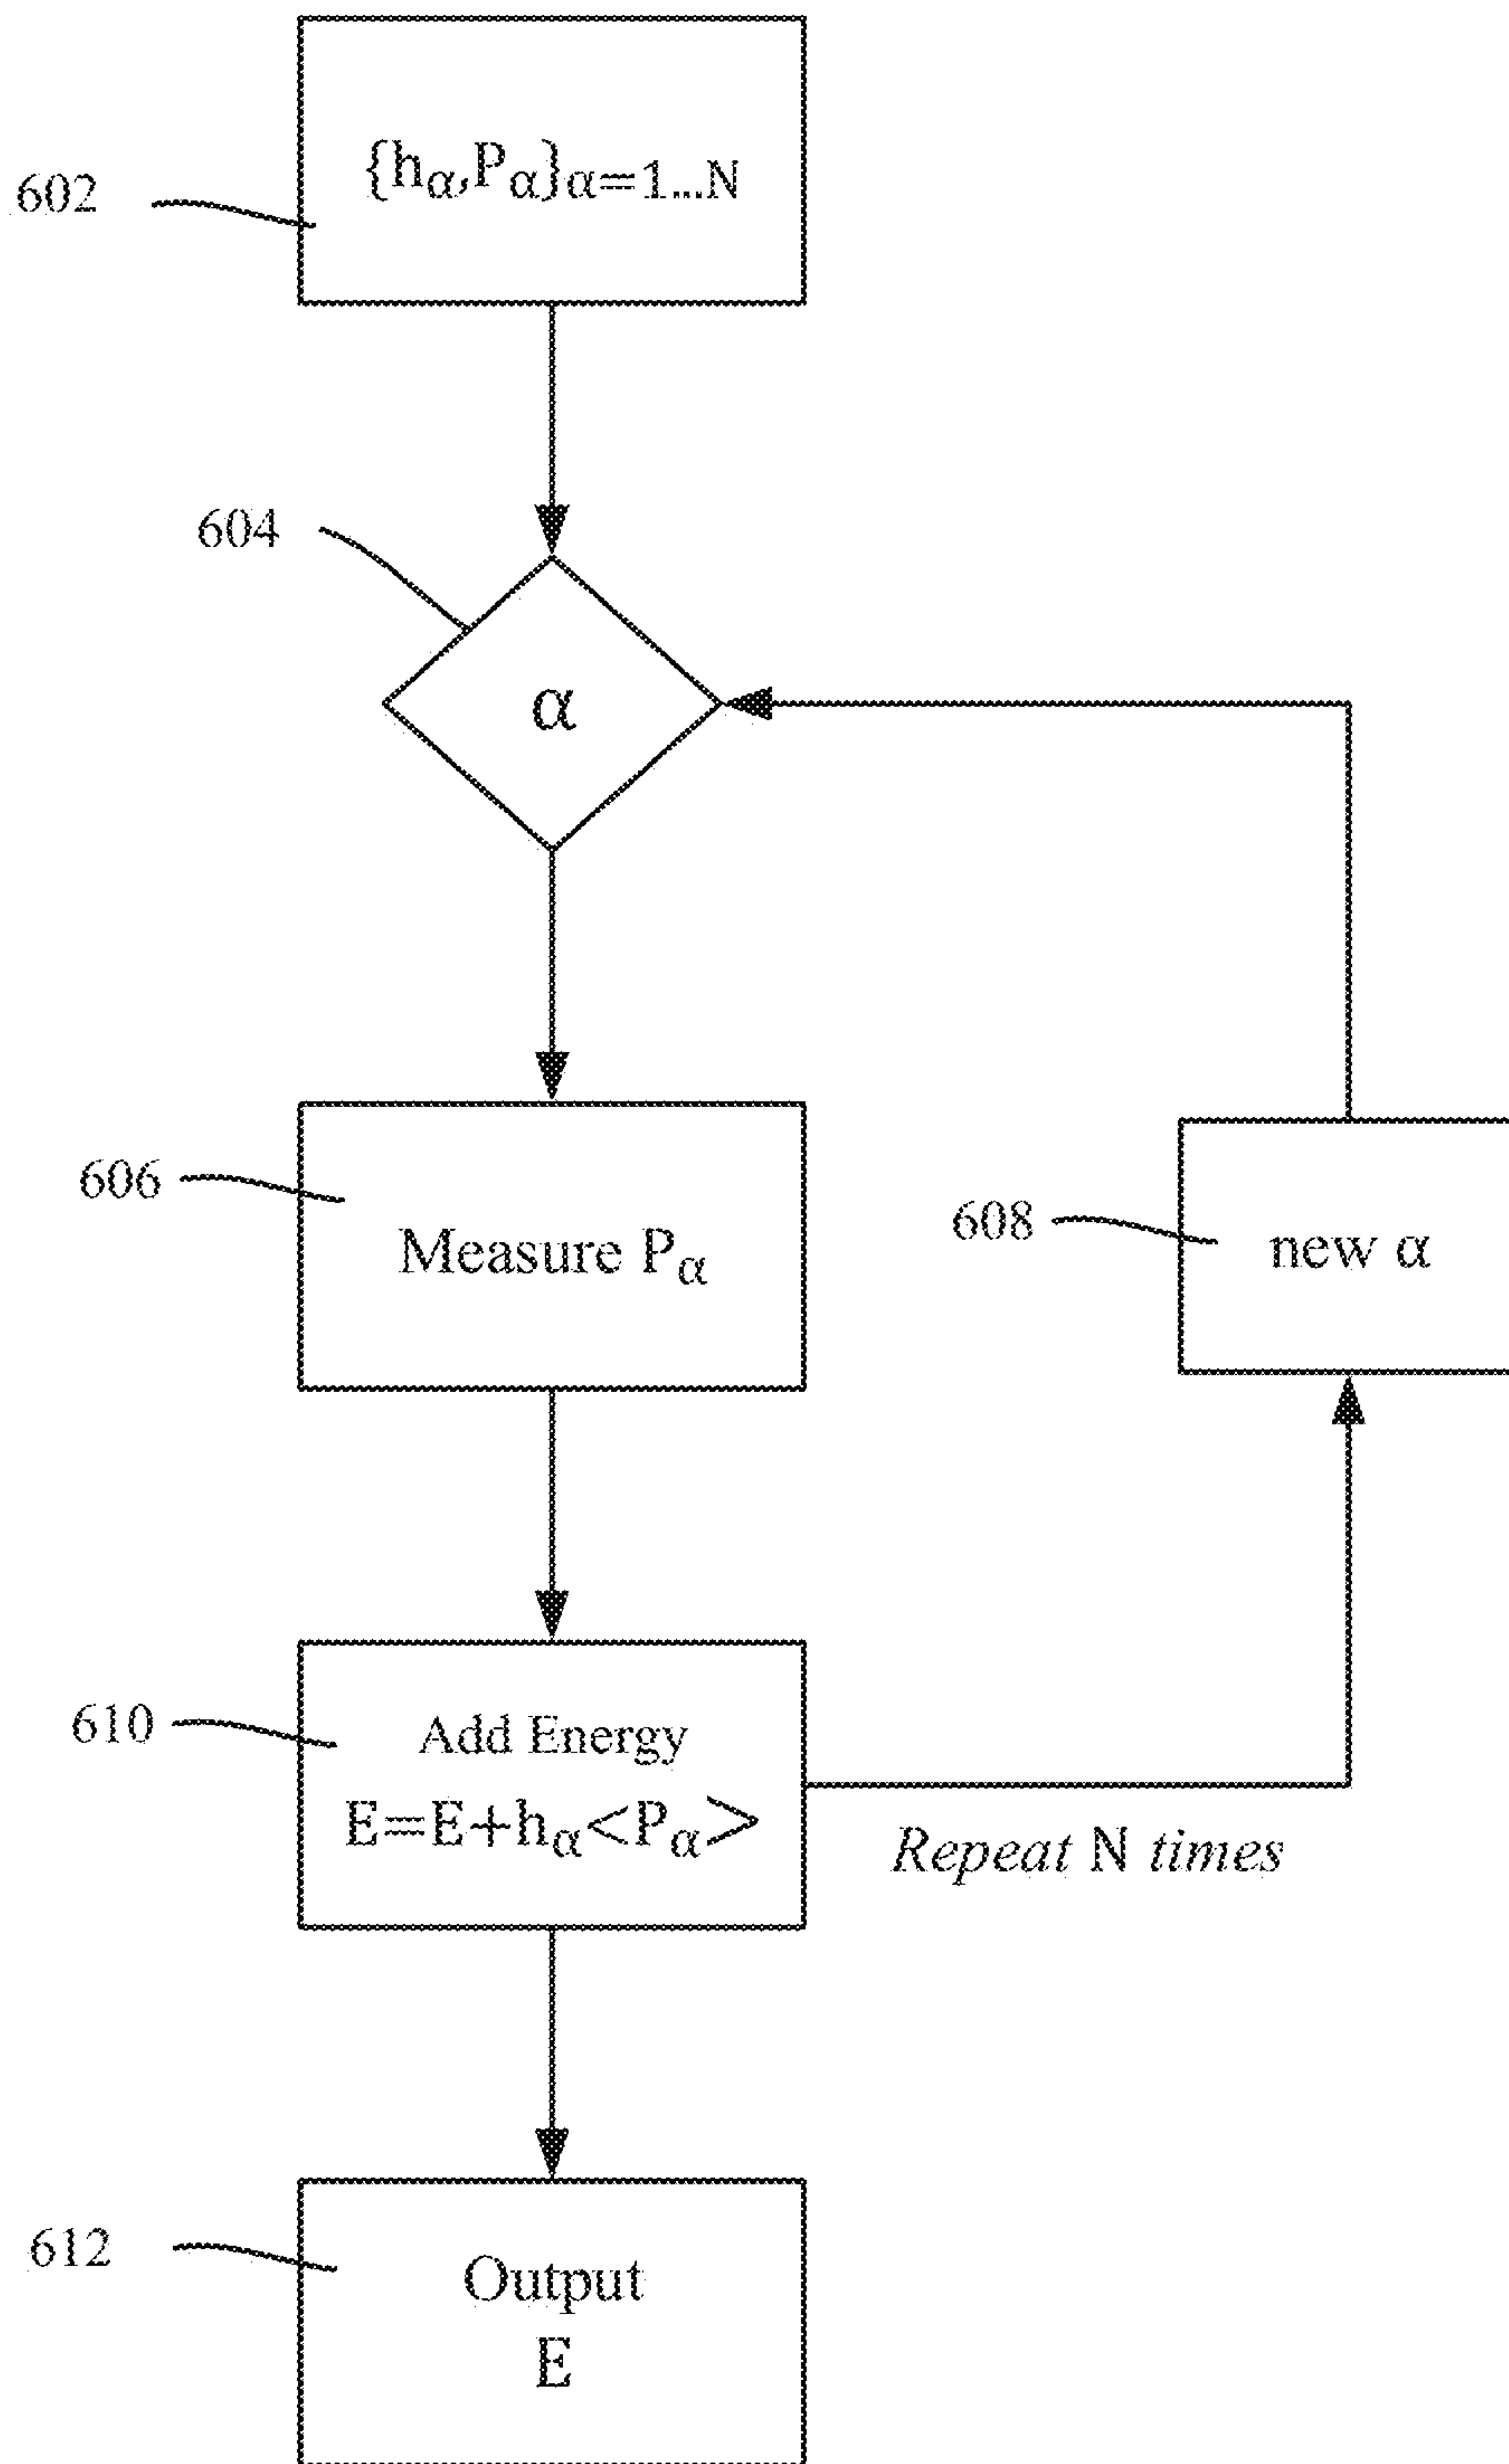 602
{hα,Pα}α=1...N
604
α
606
Measure Pα
608
new α
610
Add Energy
E=E+hα<Pα>
Repeat N times
612
Output
E